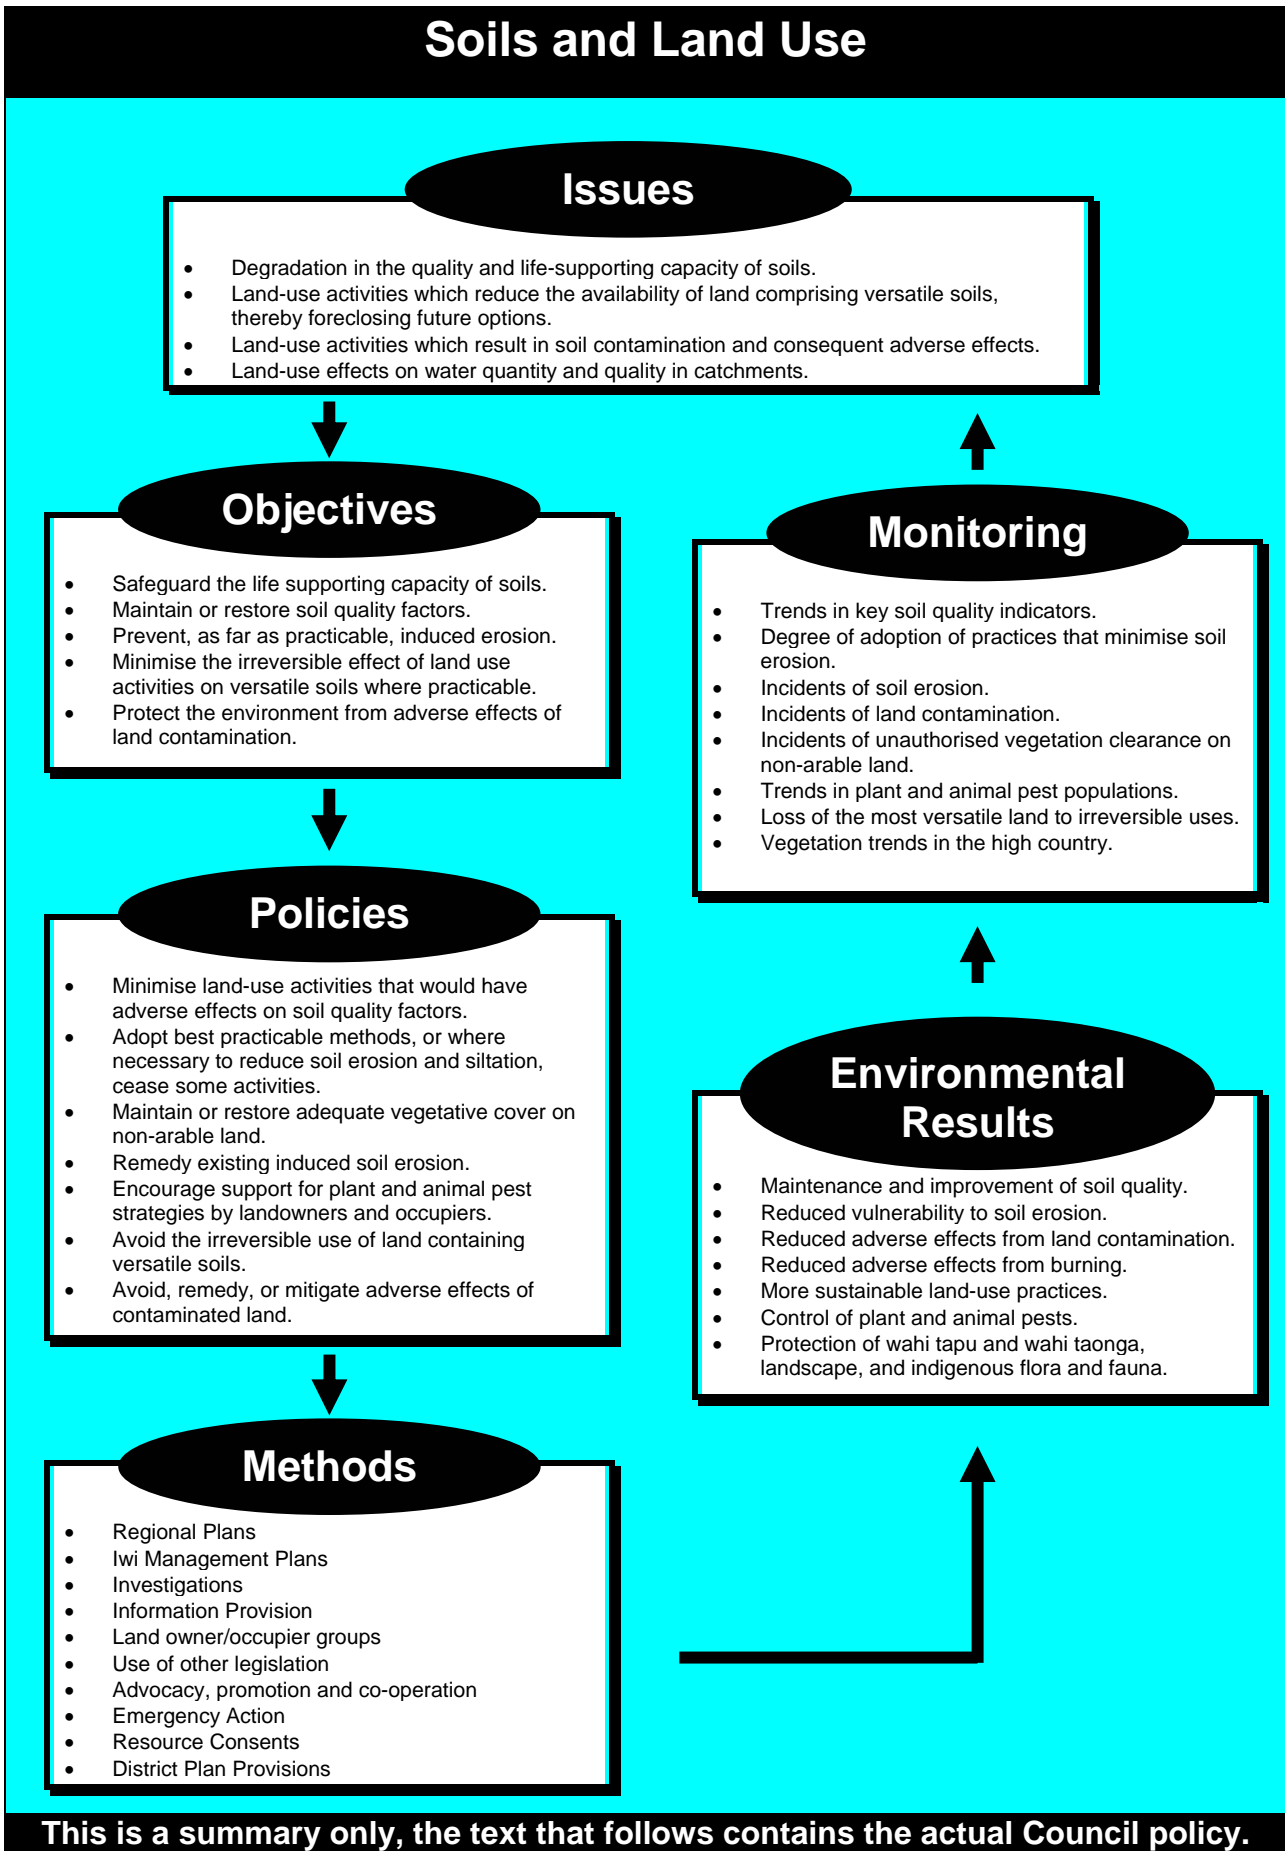 Soils and Land Use
Issues
• Degradation in the quality and life-supporting capacity of soils.
• Land-use activities which reduce the availability of land comprising versatile soils,
thereby foreclosing future options.
• Land-use activities which result in soil contamination and consequent adverse effects.
• Land-use effects on water quantity and quality in catchments.
Objectives
• Safeguard the life supporting capacity of soils.
• Maintain or restore soil quality factors.
• Prevent, as far as practicable, induced erosion.
• Minimise the irreversible effect of land use
activities on versatile soils where practicable.
• Protect the environment from adverse effects of
land contamination.
Policies
• Minimise land-use activities that would have
adverse effects on soil quality factors.
• Adopt best practicable methods, or where
necessary to reduce soil erosion and siltation,
cease some activities.
• Maintain or restore adequate vegetative cover on
non-arable land.
• Remedy existing induced soil erosion.
• Encourage support for plant and animal pest
strategies by landowners and occupiers.
• Avoid the irreversible use of land containing
versatile soils.
• Avoid, remedy, or mitigate adverse effects of
contaminated land.
Methods
• Regional Plans
• Iwi Management Plans
• Investigations
• Information Provision
• Land owner/occupier groups
• Use of other legislation
• Advocacy, promotion and co-operation
• Emergency Action
• Resource Consents
• District Plan Provisions
Monitoring
• Trends in key soil quality indicators.
• Degree of adoption of practices that minimise soil
erosion.
• Incidents of soil erosion.
• Incidents of land contamination.
• Incidents of unauthorised vegetation clearance on
non-arable land.
• Trends in plant and animal pest populations.
• Loss of the most versatile land to irreversible uses.
• Vegetation trends in the high country.
Environmental
Results
• Maintenance and improvement of soil quality.
• Reduced vulnerability to soil erosion.
• Reduced adverse effects from land contamination.
• Reduced adverse effects from burning.
• More sustainable land-use practices.
• Control of plant and animal pests.
• Protection of wahi tapu and wahi taonga,
landscape, and indigenous flora and fauna.
This is a summary only, the text that follows contains the actual Council policy.